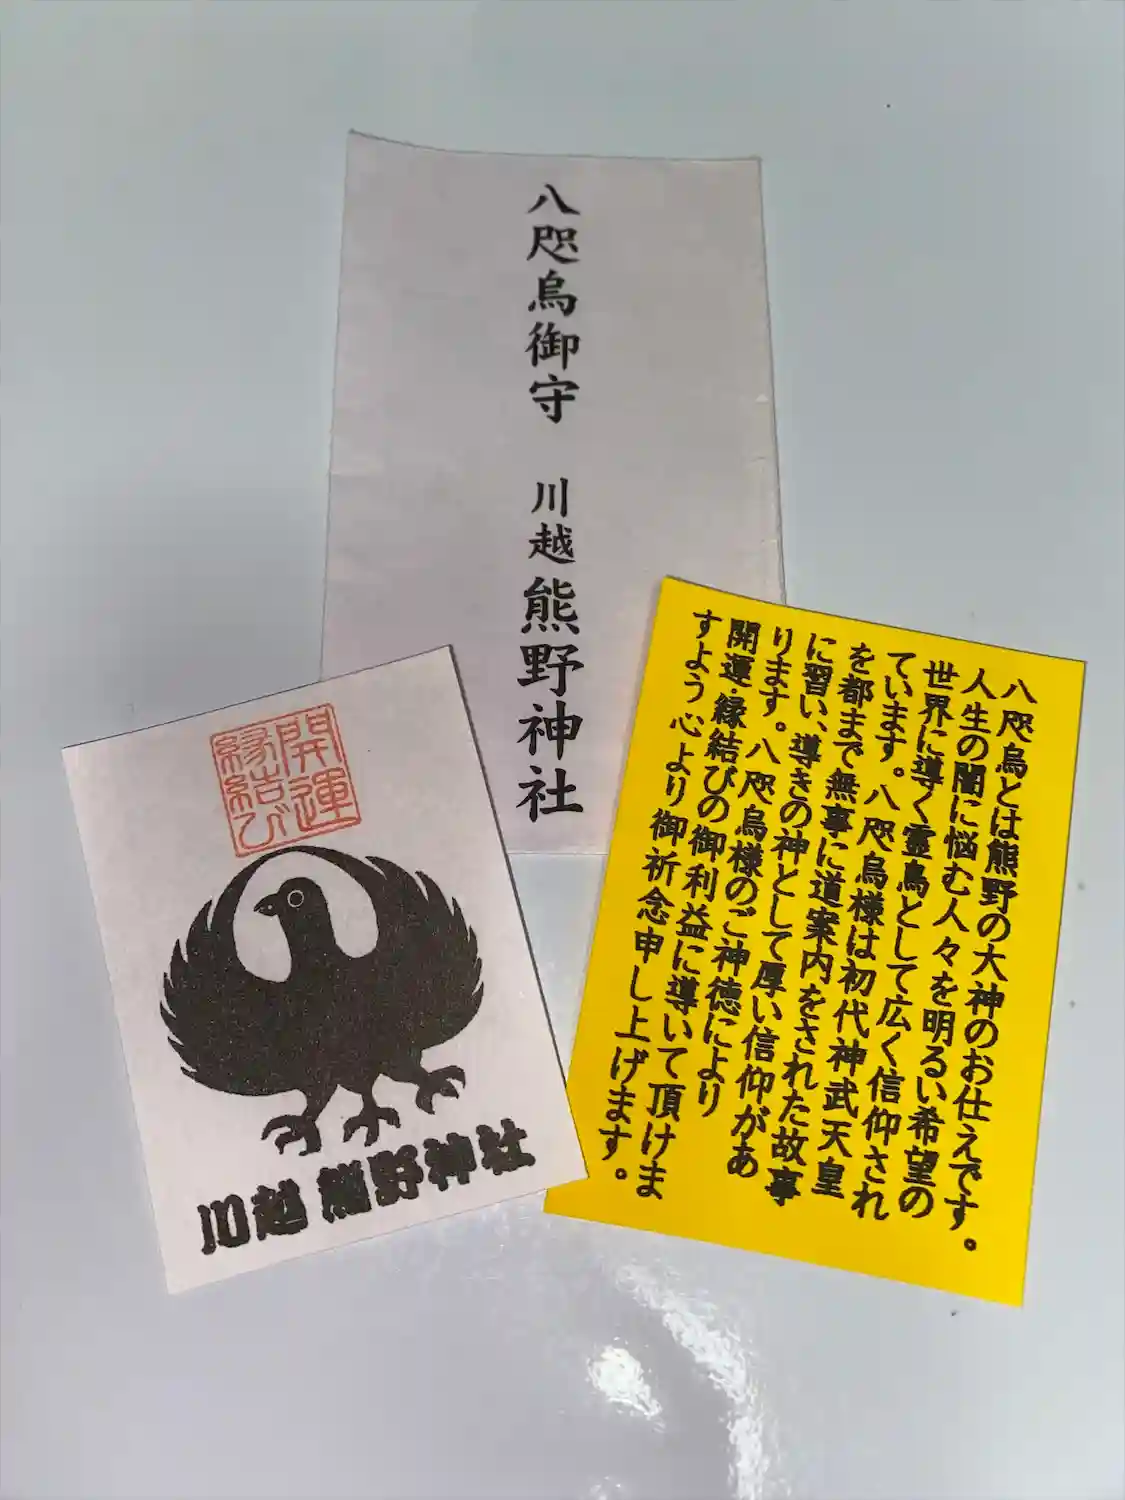 八咫烏御守 川越熊野神社
開運
縁結び
川越熊野神社
八咫烏とは熊野の大神のお仕えです。
人生の闇に悩む人々を明るい希望の
世界に導く霊鳥として広く信仰され
ています。八咫烏様は初代神武天皇
を都まで無事に道案内をされた故事
に習い、導きの神として厚い信仰があ
ります。八咫烏様のご神徳により
開運・縁結びの御利益に導いて頂けま
すよう心より御祈念申し上げます。